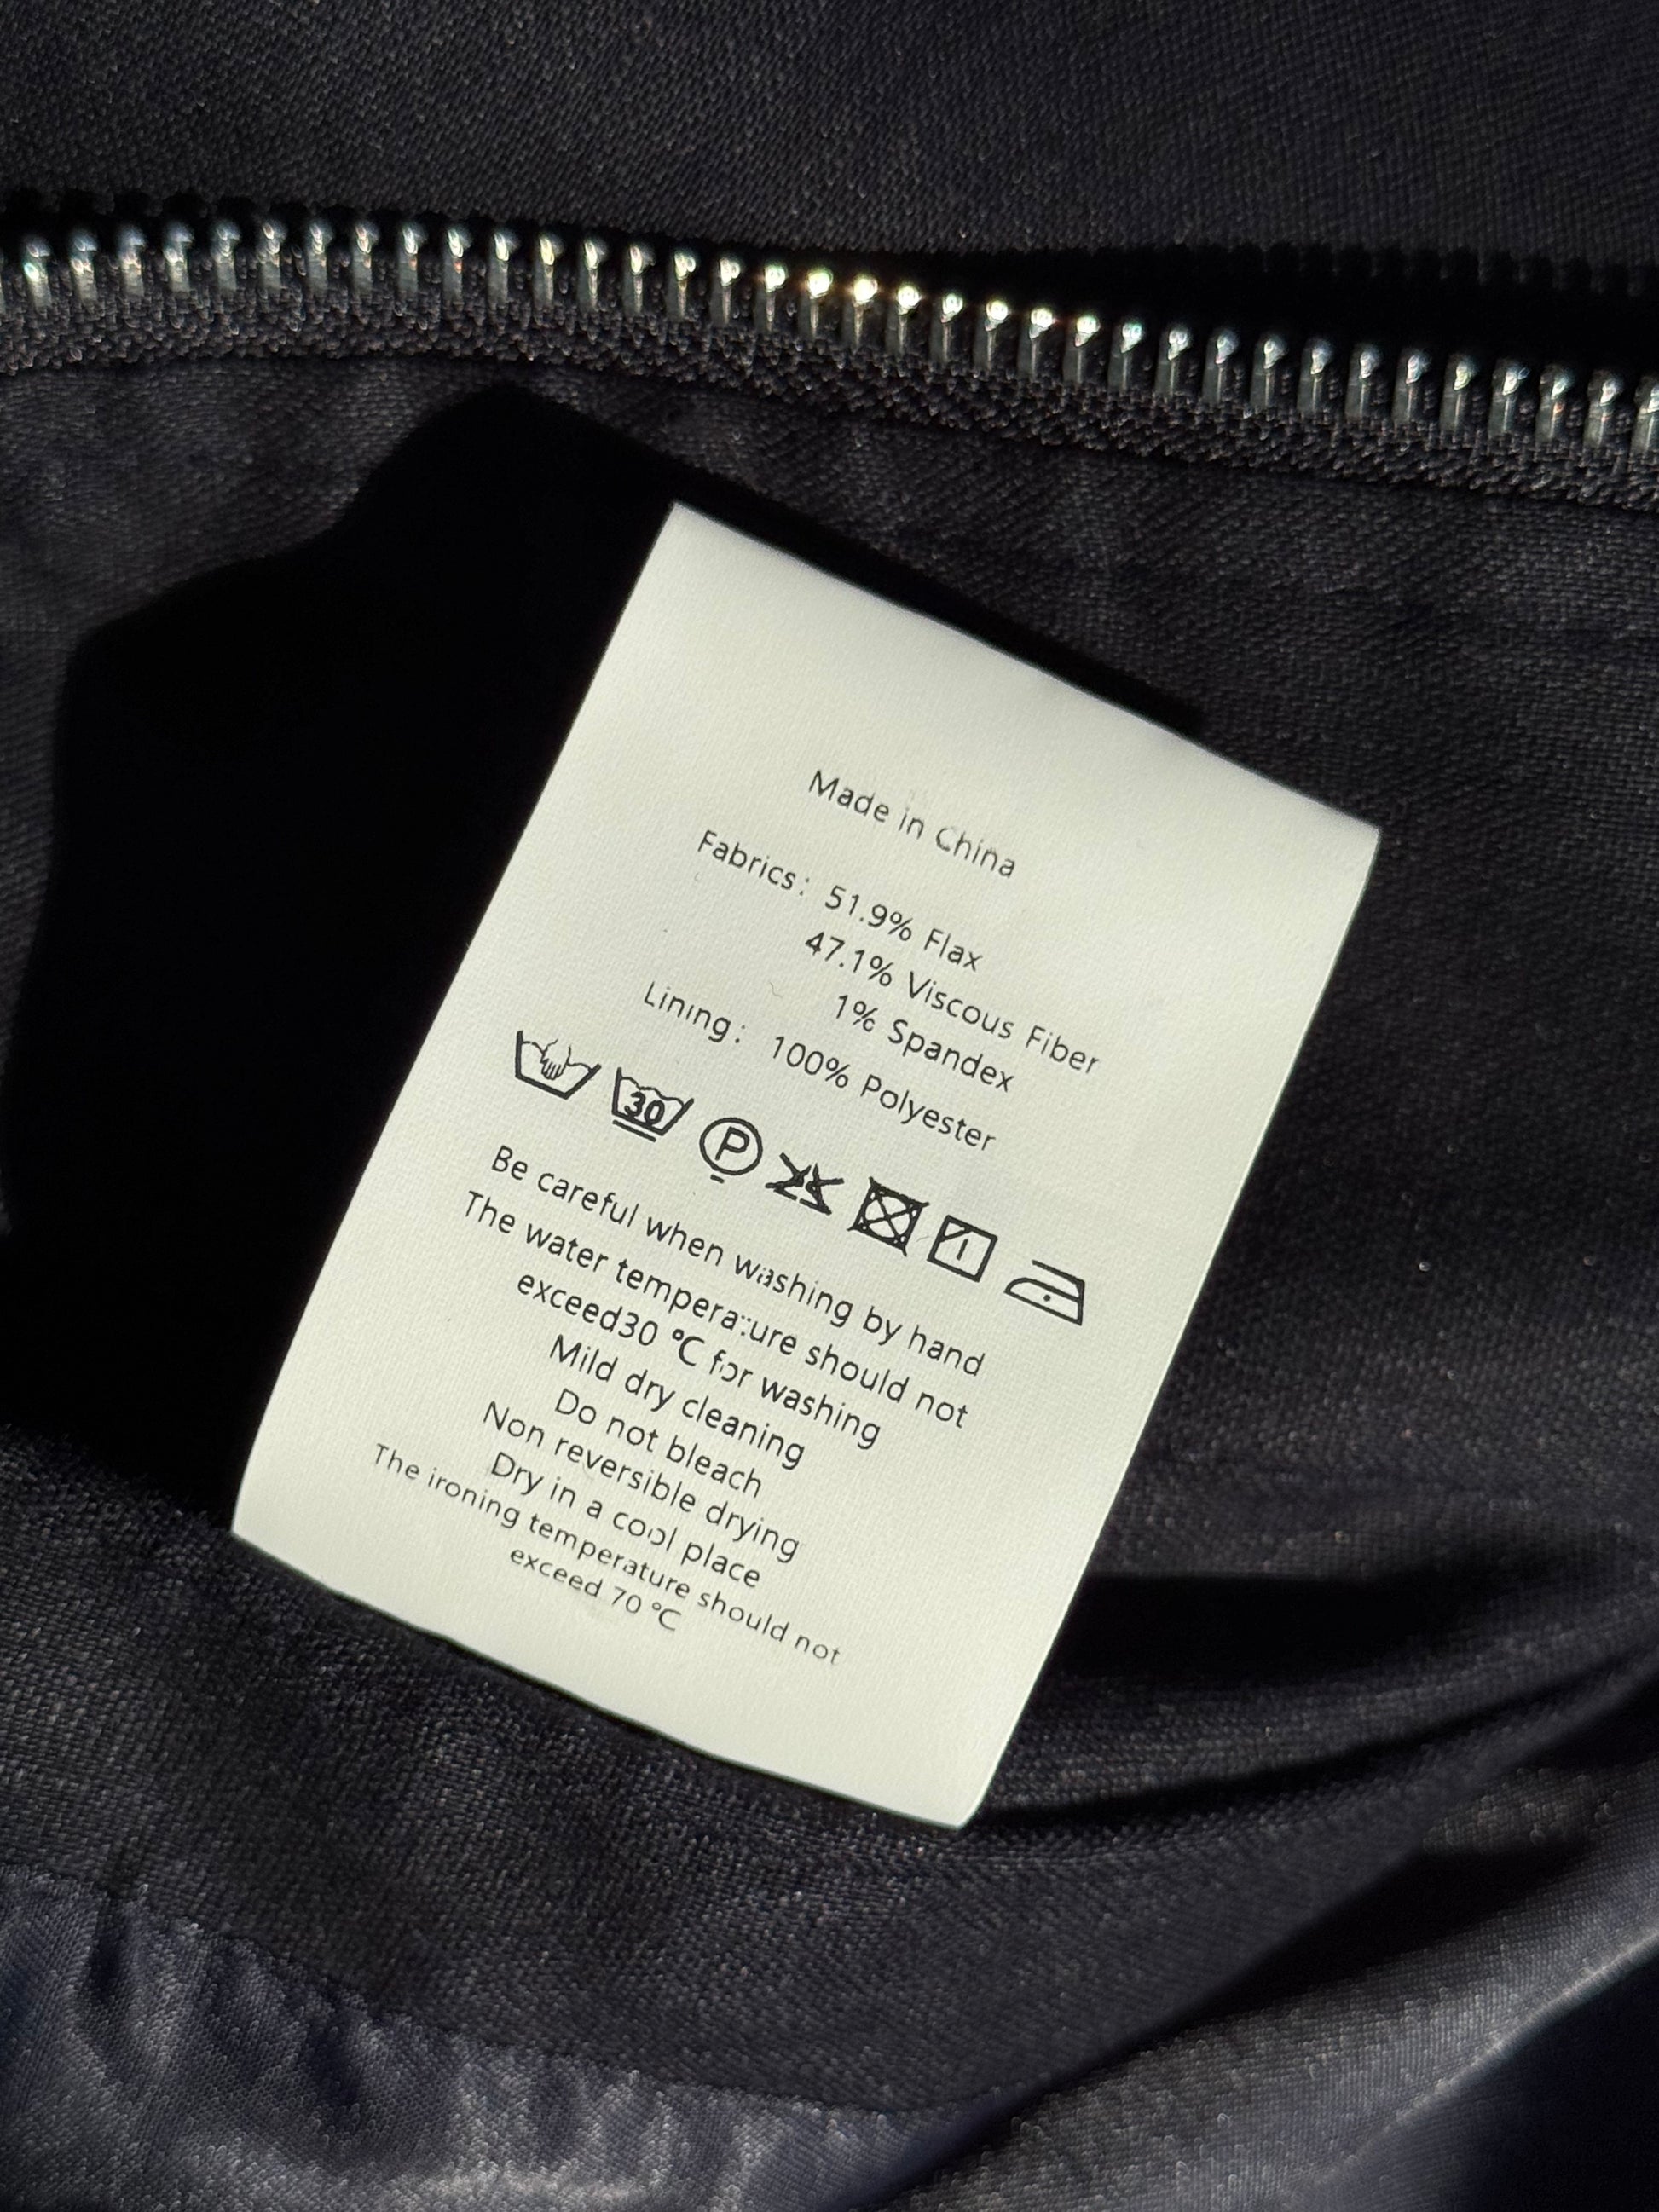 Made in China
Fabrics: 51.9% Flax
47.1% Viscous Fiber
1% Spandex
Lining: 100% Polyester
30 P
Be careful when washing by hand
The water temperature should not
exceed30 ℃ for washing
Mild dry cleaning
Do not bleach
Non reversible drying
Dry in a cool place
The ironing temperature should not
exceed 70 ℃